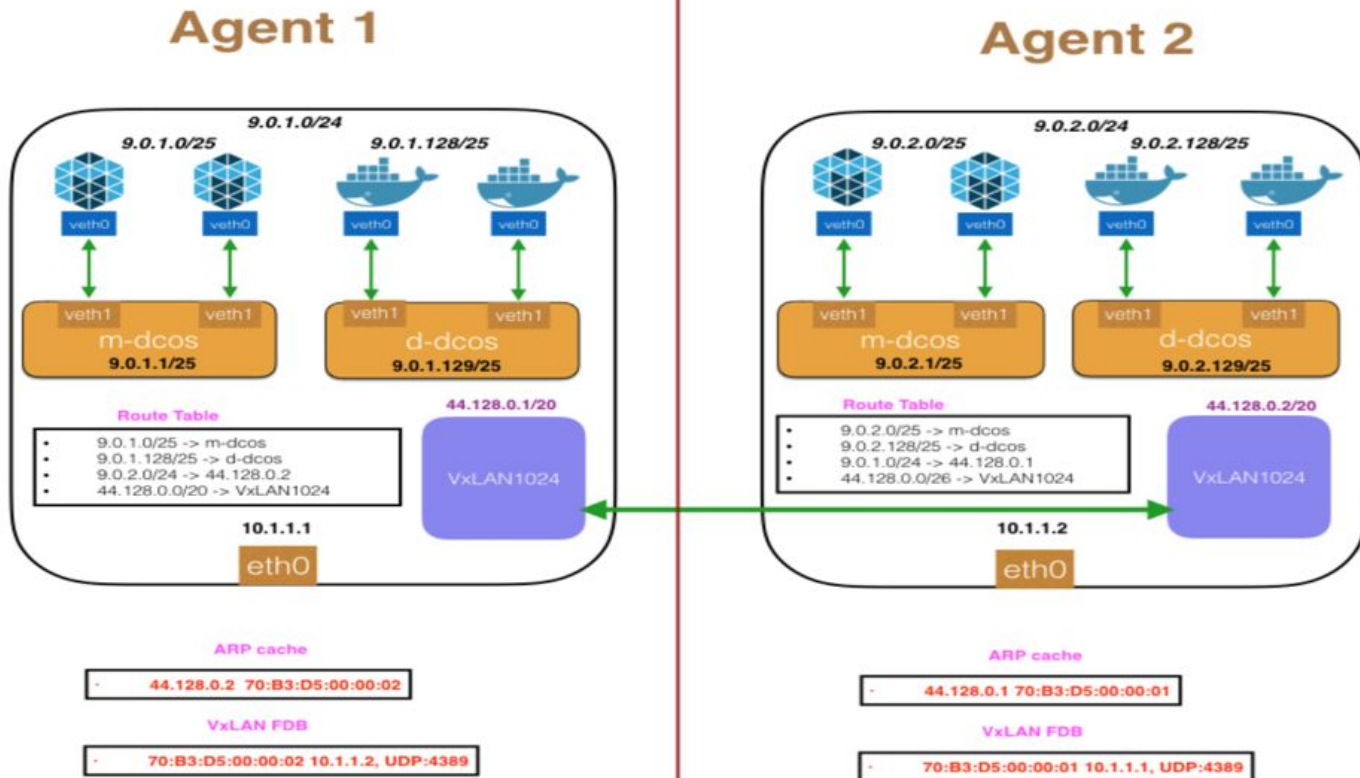 Agent 1
9.0.1.0/24
9.0.1.0/25 9.0.1.128/25
veth0 veth0 veth0 veth0
veth1 veth1 veth1 veth1
m-dcos d-dcos
9.0.1.1/25 9.0.1.129/25
Route Table
• 9.0.1.0/25 -> m-dcos
• 9.0.1.128/25 -> d-dcos
• 9.0.2.0/24 -> 44.128.0.2
• 44.128.0.0/20 -> VxLAN1024
44.128.0.1/20
VxLAN1024
10.1.1.1
eth0
ARP cache
- 44.128.0.2 70:B3:D5:00:00:02
VxLAN FDB
- 70:B3:D5:00:00:02 10.1.1.2, UDP:4389
Agent 2
9.0.2.0/24
9.0.2.0/25 9.0.2.128/25
veth0 veth0 veth0 veth0
veth1 veth1 veth1 veth1
m-dcos d-dcos
9.0.2.1/25 9.0.2.129/25
Route Table
• 9.0.2.0/25 -> m-dcos
• 9.0.2.128/25 -> d-dcos
• 9.0.1.0/24 -> 44.128.0.1
• 44.128.0.0/26 -> VxLAN1024
44.128.0.2/20
VxLAN1024
10.1.1.2
eth0
ARP cache
- 44.128.0.1 70:B3:D5:00:00:01
VxLAN FDB
- 70:B3:D5:00:00:01 10.1.1.1, UDP:4389